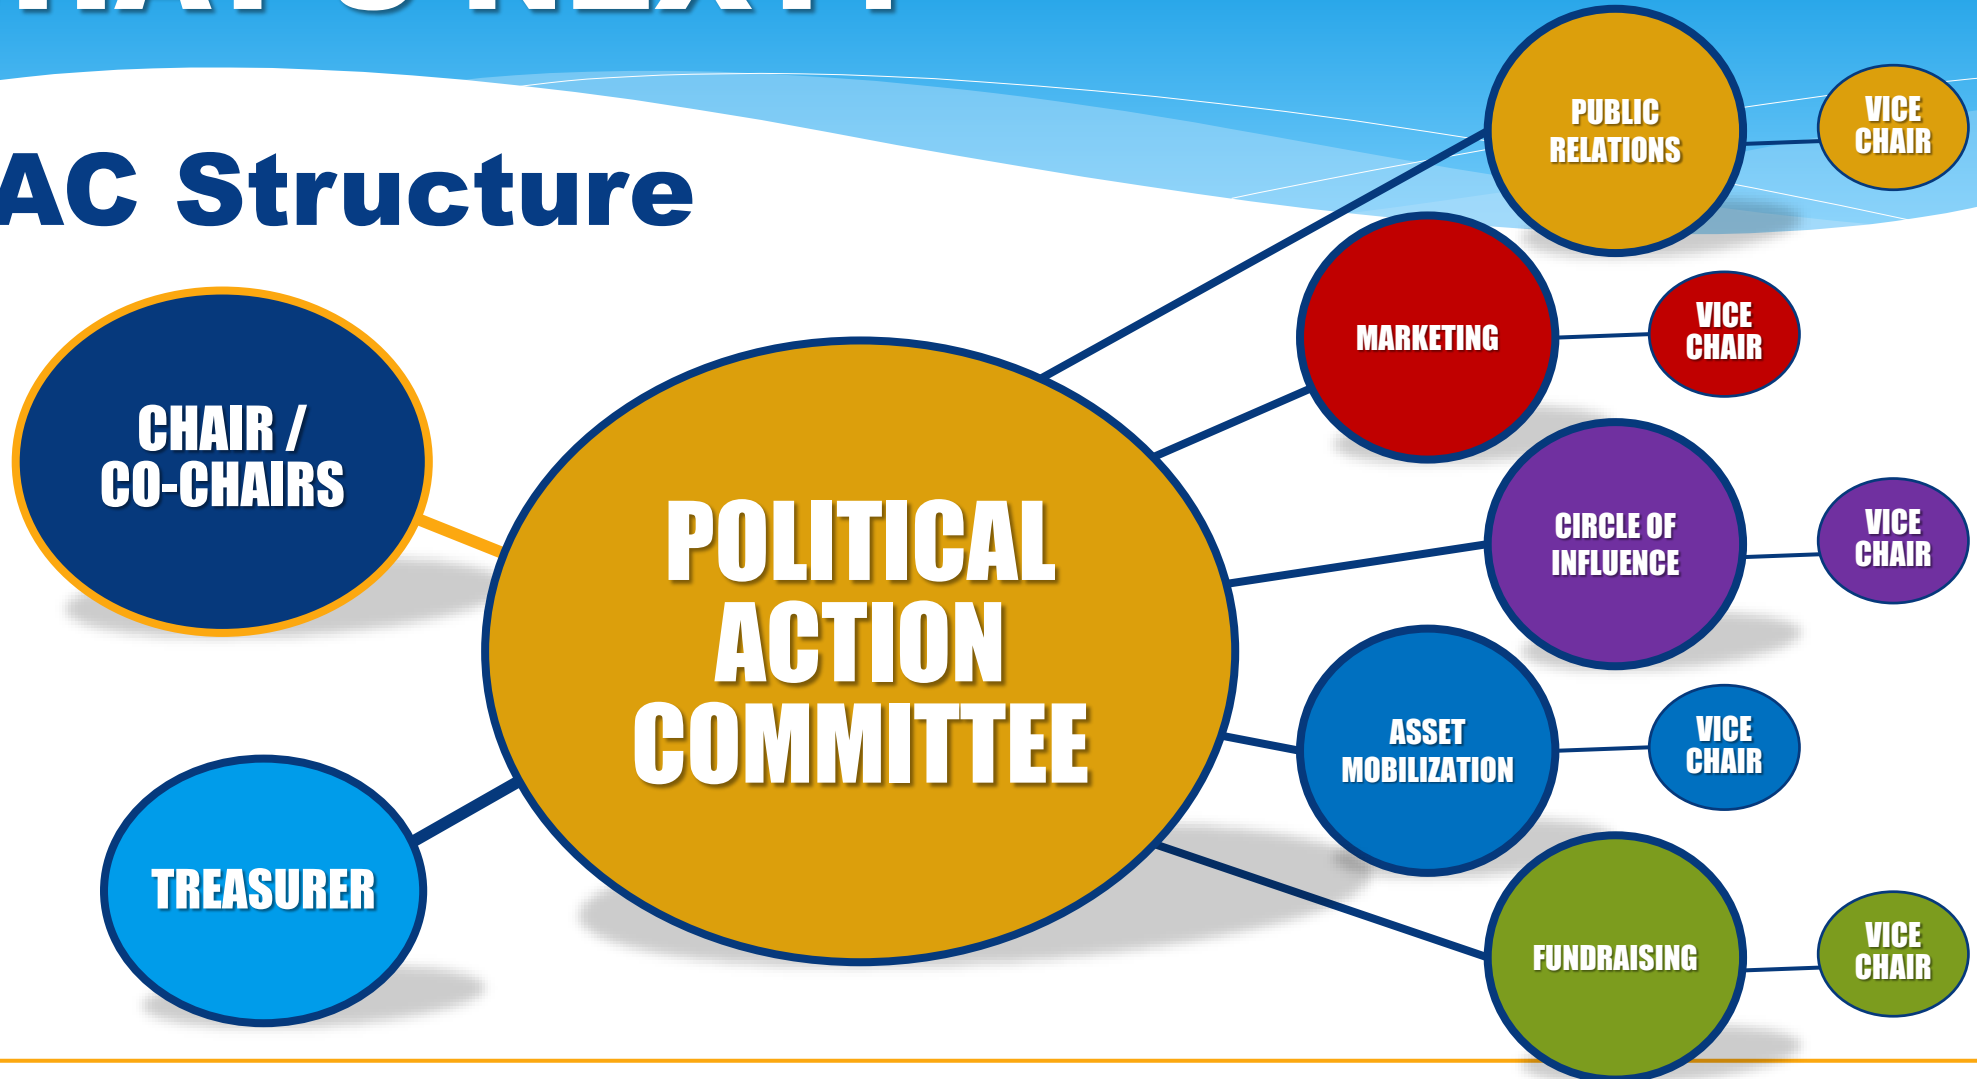 AC Structure
PUBLIC
RELATIONS
VICE
CHAIR
MARKETING
VICE
CHAIR
CHAIR /
CO-CHAIRS
POLITICAL
ACTION
COMMITTEE
CIRCLE OF
INFLUENCE
VICE
CHAIR
ASSET
MOBILIZATION
VICE
CHAIR
TREASURER
FUNDRAISING
VICE
CHAIR